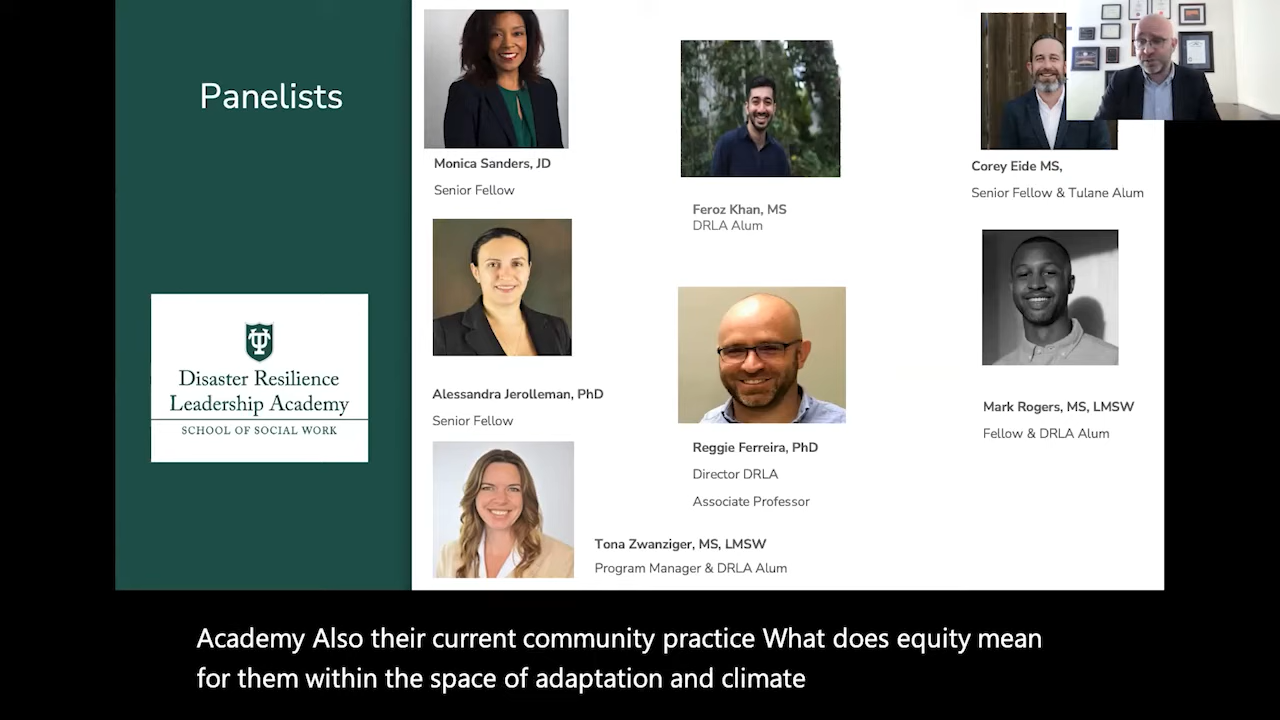 Panelists
Disaster Resilience
Leadership Academy
SCHOOL OF SOCIAL WORK
Monica Sanders, JD
Senior Fellow
Feroz Khan, MS
DRLA Alum
Corey Eide MS,
Senior Fellow & Tulane Alum
Alessandra Jerolleman, PhD
Senior Fellow
Reggie Ferreira, PhD
Director DRLA
Associate Professor
Mark Rogers, MS, LMSW
Fellow & DRLA Alum
Tona Zwanziger, MS, LMSW
Program Manager & DRLA Alum
Academy Also their current community practice What does equity mean
for them within the space of adaptation and climate